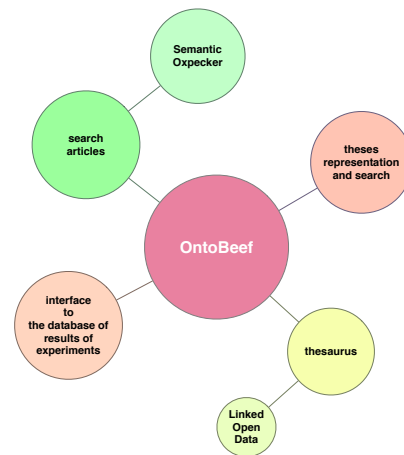 Semantic
Oxpecker
search
articles
theses
representation
and search
OntoBeef
interface
to
the database of
results of
experiments
thesaurus
Linked
Open
Data